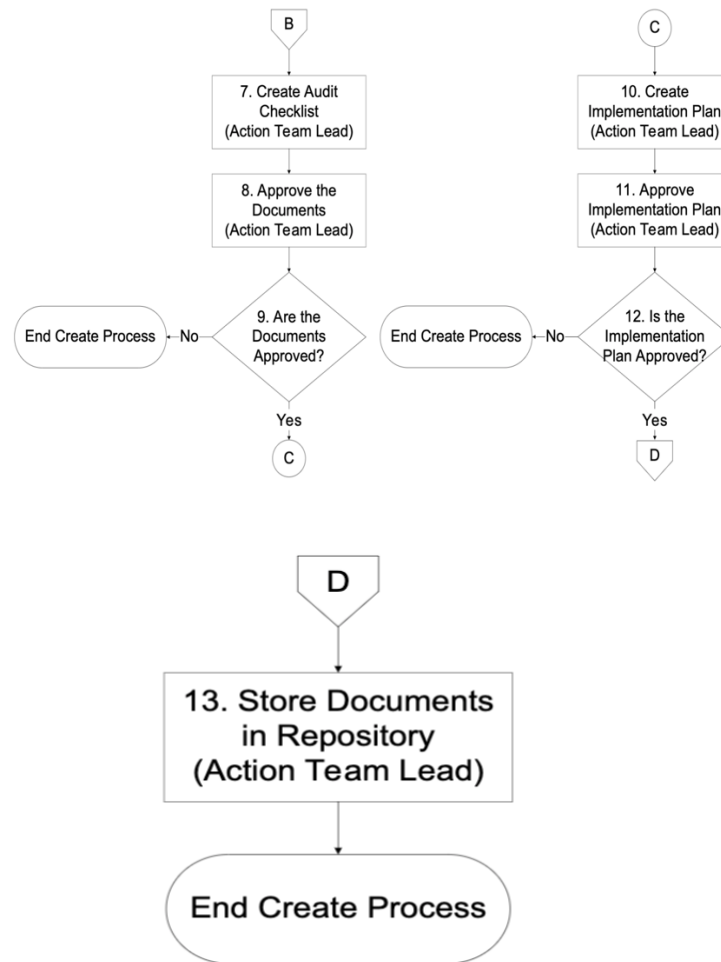 B
7. Create Audit
Checklist
(Action Team Lead)
8. Approve the
Documents
(Action Team Lead)
9. Are the
Documents
Approved?
No
End Create Process
Yes
C
C
10. Create
Implementation Plan
(Action Team Lead)
11. Approve
Implementation Plan
(Action Team Lead)
12. Is the
Implementation
Plan Approved?
No
End Create Process
Yes
D
D
13. Store Documents
in Repository
(Action Team Lead)
End Create Process